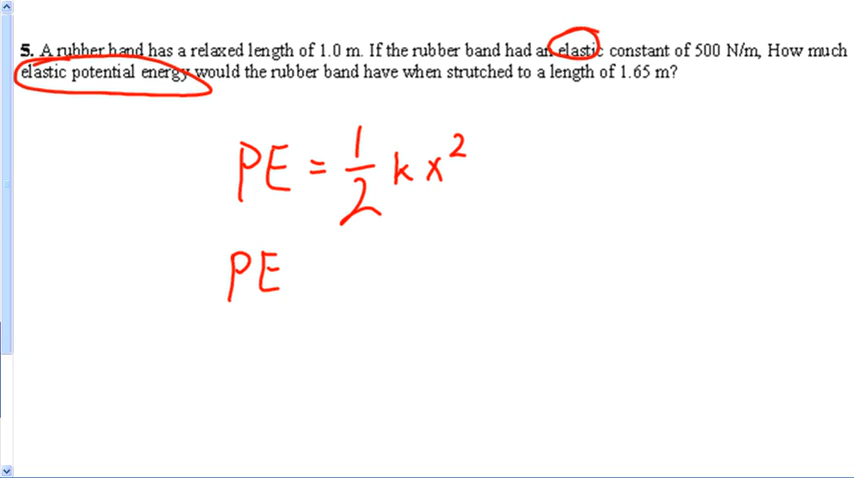 5. A rubber band has a relaxed length of 1.0 m. If the rubber band had an elastic constant of 500 N/m, How much
elastic potential energy would the rubber band have when strutched to a length of 1.65 m?
PE = 1/2 k x²
PE